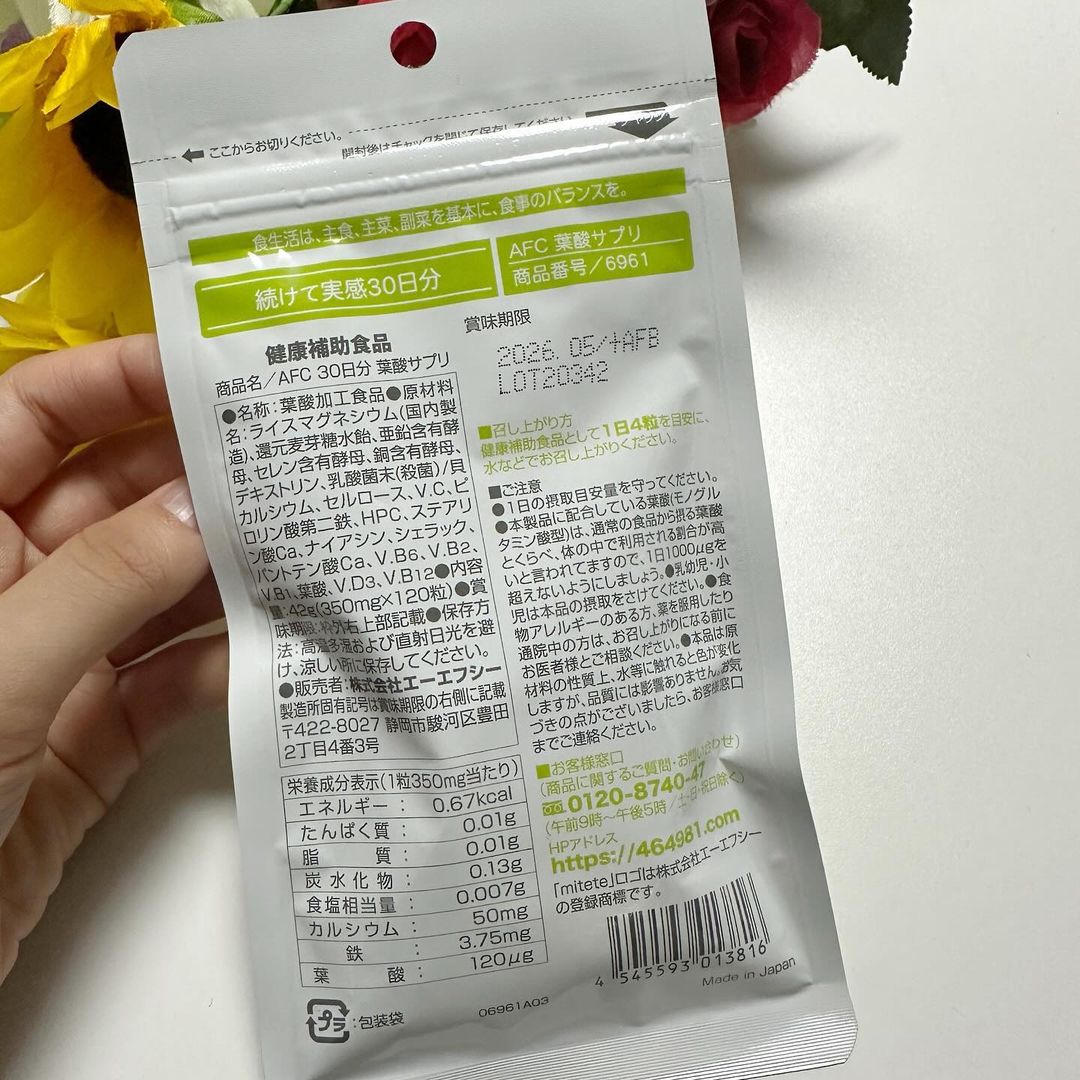 ここからお切りください。
開封後はチャックを閉じて保存してください
チャック
食生活は、主食、主菜、副菜を基本に、食事のバランスを。
続けて実感30日分
AFC 葉酸サプリ
商品番号/6961
賞味期限
2026. 05/+AFB
LOT20342
健康補助食品
商品名/AFC 30日分 葉酸サプリ
●名称:葉酸加工食品●原材料
名:ライスマグネシウム(国内製
造)、還元麦芽糖水飴、亜鉛含有酵
母、セレン含有酵母、銅含有酵母、
デキストリン、乳酸菌末(殺菌)/貝
カルシウム、セルロース、V.C、ピ
ロリン酸第二鉄、HPC、ステアリ
ン酸Ca、ナイアシン、シェラック、
パントテン酸Ca、V.B6、V.B2、
V.B1、葉酸、V.D3、V.B12●内容
量:42g(350mg×120粒)●賞
味期限:枠外右上部記載●保存方
法:高温多湿および直射日光を避
け、涼しい所に保存してください。
●販売者:株式会社エーエフシー
製造所固有記号は賞味期限の右側に記載
〒422-8027 静岡市駿河区豊田
2丁目4番3号
■召し上がり方
健康補助食品として1日4粒を目安に、
水などでお召し上がりください。
■ご注意
●1日の摂取目安量を守ってください。
●本製品に配合している葉酸(モノグル
タミン酸型)は、通常の食品から摂る葉酸
とくらべ、体の中で利用される割合が高
いと言われてますので、1日1000μgを
超えないようにしましょう。●乳幼児・小
児は本品の摂取をさけてください。●食
物アレルギーのある方、薬を服用したり
通院中の方は、お召し上がりになる前に
お医者様とご相談ください。●本品は原
材料の性質上、水等に触れると色が変化
しますが、品質には影響ありません。お気
づきの点がございましたら、お客様窓口
までご連絡ください。
■お客様窓口
(商品に関するご質問・お問い合わせ)
0120-8740-47
(午前9時〜午後5時/土・日・祝日除く)
HPアドレス
https://464981.com
「mitete」ロゴは株式会社エーエフシー
の登録商標です。
栄養成分表示(1粒350mg当たり)
エネルギー: 0.67kcal
たんぱく質: 0.01g
脂質: 0.01g
炭水化物: 0.13g
食塩相当量: 0.007g
カルシウム: 50mg
鉄: 3.75mg
葉酸: 120μg
プラ:包装袋
06961A03
4 545593 013816
Made in Japan